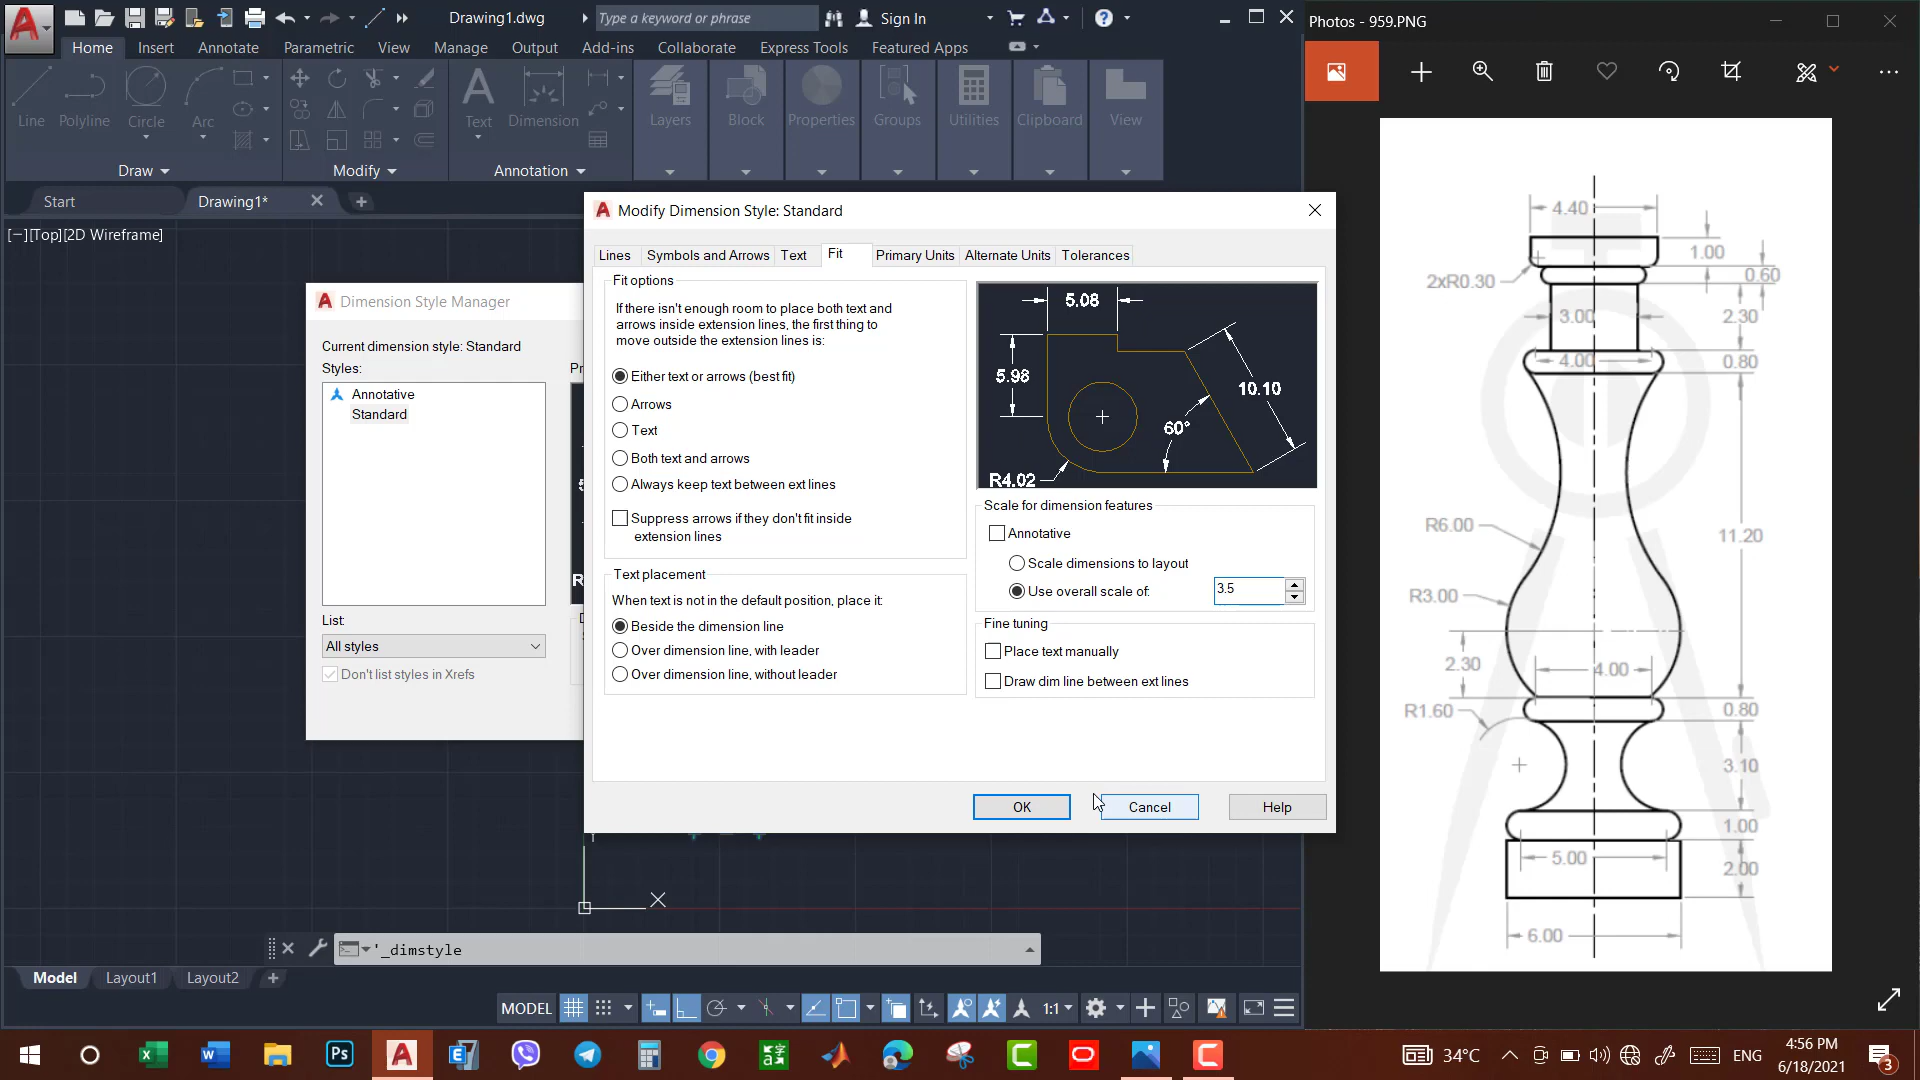 Drawing1.dwg
Type a keyword or phrase
Sign In
Home
Insert
Annotate
Parametric
View
Manage
Output
Add-ins
Collaborate
Express Tools
Featured Apps
Line
Polyline
Circle
Arc
Text
Dimension
Layers
Block
Properties
Groups
Utilities
Clipboard
View
Draw
Modify
Annotation
Start
Drawing1*
[−][Top][2D Wireframe]
Dimension Style Manager
Current dimension style: Standard
Styles:
Annotative
Standard
List:
All styles
Don't list styles in Xrefs
Modify Dimension Style: Standard
Lines
Symbols and Arrows
Text
Fit
Primary Units
Alternate Units
Tolerances
Fit options
If there isn't enough room to place both text and
arrows inside extension lines, the first thing to
move outside the extension lines is:
Either text or arrows (best fit)
Arrows
Text
Both text and arrows
Always keep text between ext lines
Suppress arrows if they don't fit inside
extension lines
Text placement
When text is not in the default position, place it:
Beside the dimension line
Over dimension line, with leader
Over dimension line, without leader
5.08
5.98
10.10
60°
R4.02
Scale for dimension features
Annotative
Scale dimensions to layout
Use overall scale of:
3.5
Fine tuning
Place text manually
Draw dim line between ext lines
OK
Cancel
Help
X
'_dimstyle
Model
Layout1
Layout2
MODEL
1:1
Photos - 959.PNG
4.40
1.00
0.60
2xR0.30
3.00
2.30
4.00
0.80
R6.00
11.20
R3.00
2.30
4.00
R1.60
0.80
3.10
1.00
5.00
2.00
6.00
Ps
34°C
ENG
4:56 PM
6/18/2021
3